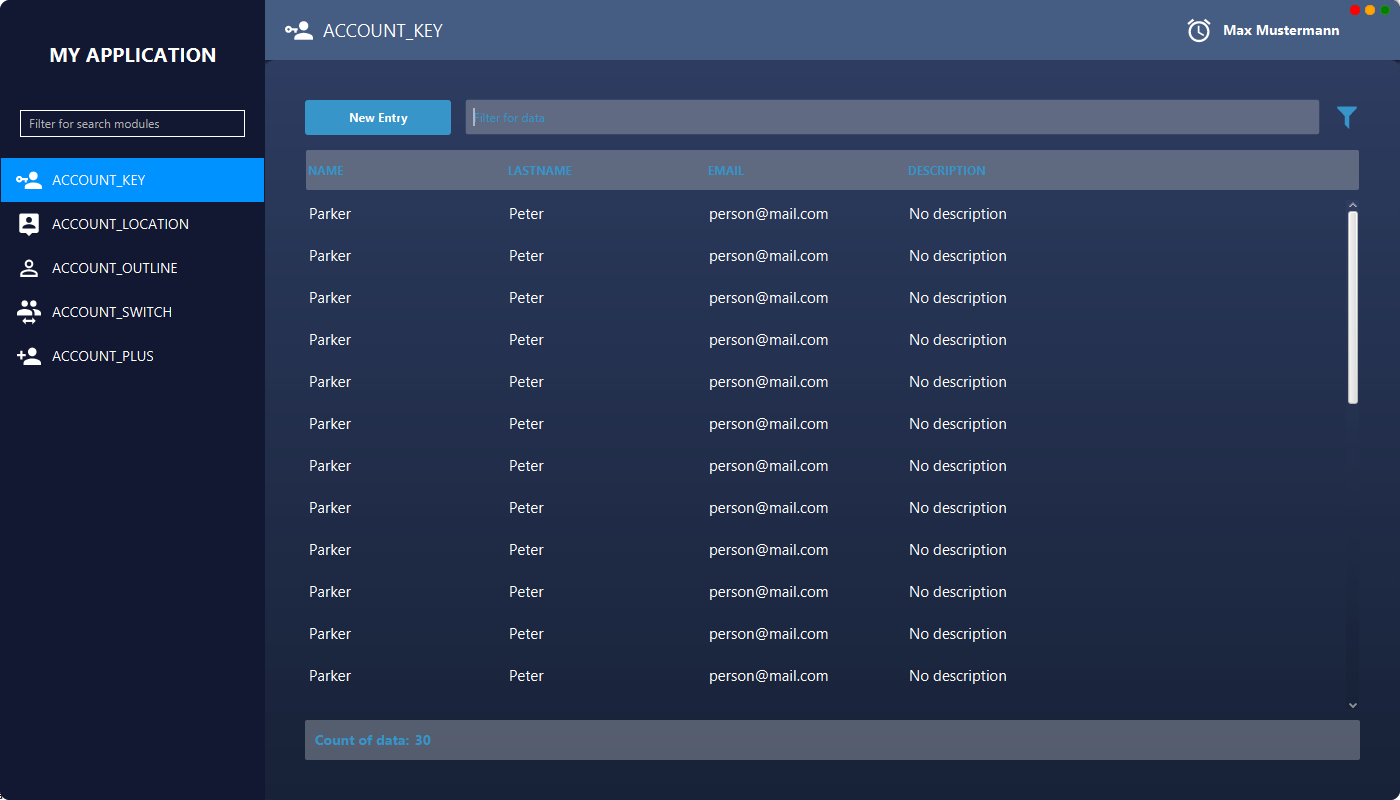 MY APPLICATION
Filter for search modules
ACCOUNT_KEY
ACCOUNT_LOCATION
ACCOUNT_OUTLINE
ACCOUNT_SWITCH
ACCOUNT_PLUS
ACCOUNT_KEY
Max Mustermann
New Entry
Filter for data
NAME LASTNAME EMAIL DESCRIPTION
Parker Peter person@mail.com No description
Parker Peter person@mail.com No description
Parker Peter person@mail.com No description
Parker Peter person@mail.com No description
Parker Peter person@mail.com No description
Parker Peter person@mail.com No description
Parker Peter person@mail.com No description
Parker Peter person@mail.com No description
Parker Peter person@mail.com No description
Parker Peter person@mail.com No description
Parker Peter person@mail.com No description
Parker Peter person@mail.com No description
Count of data: 30